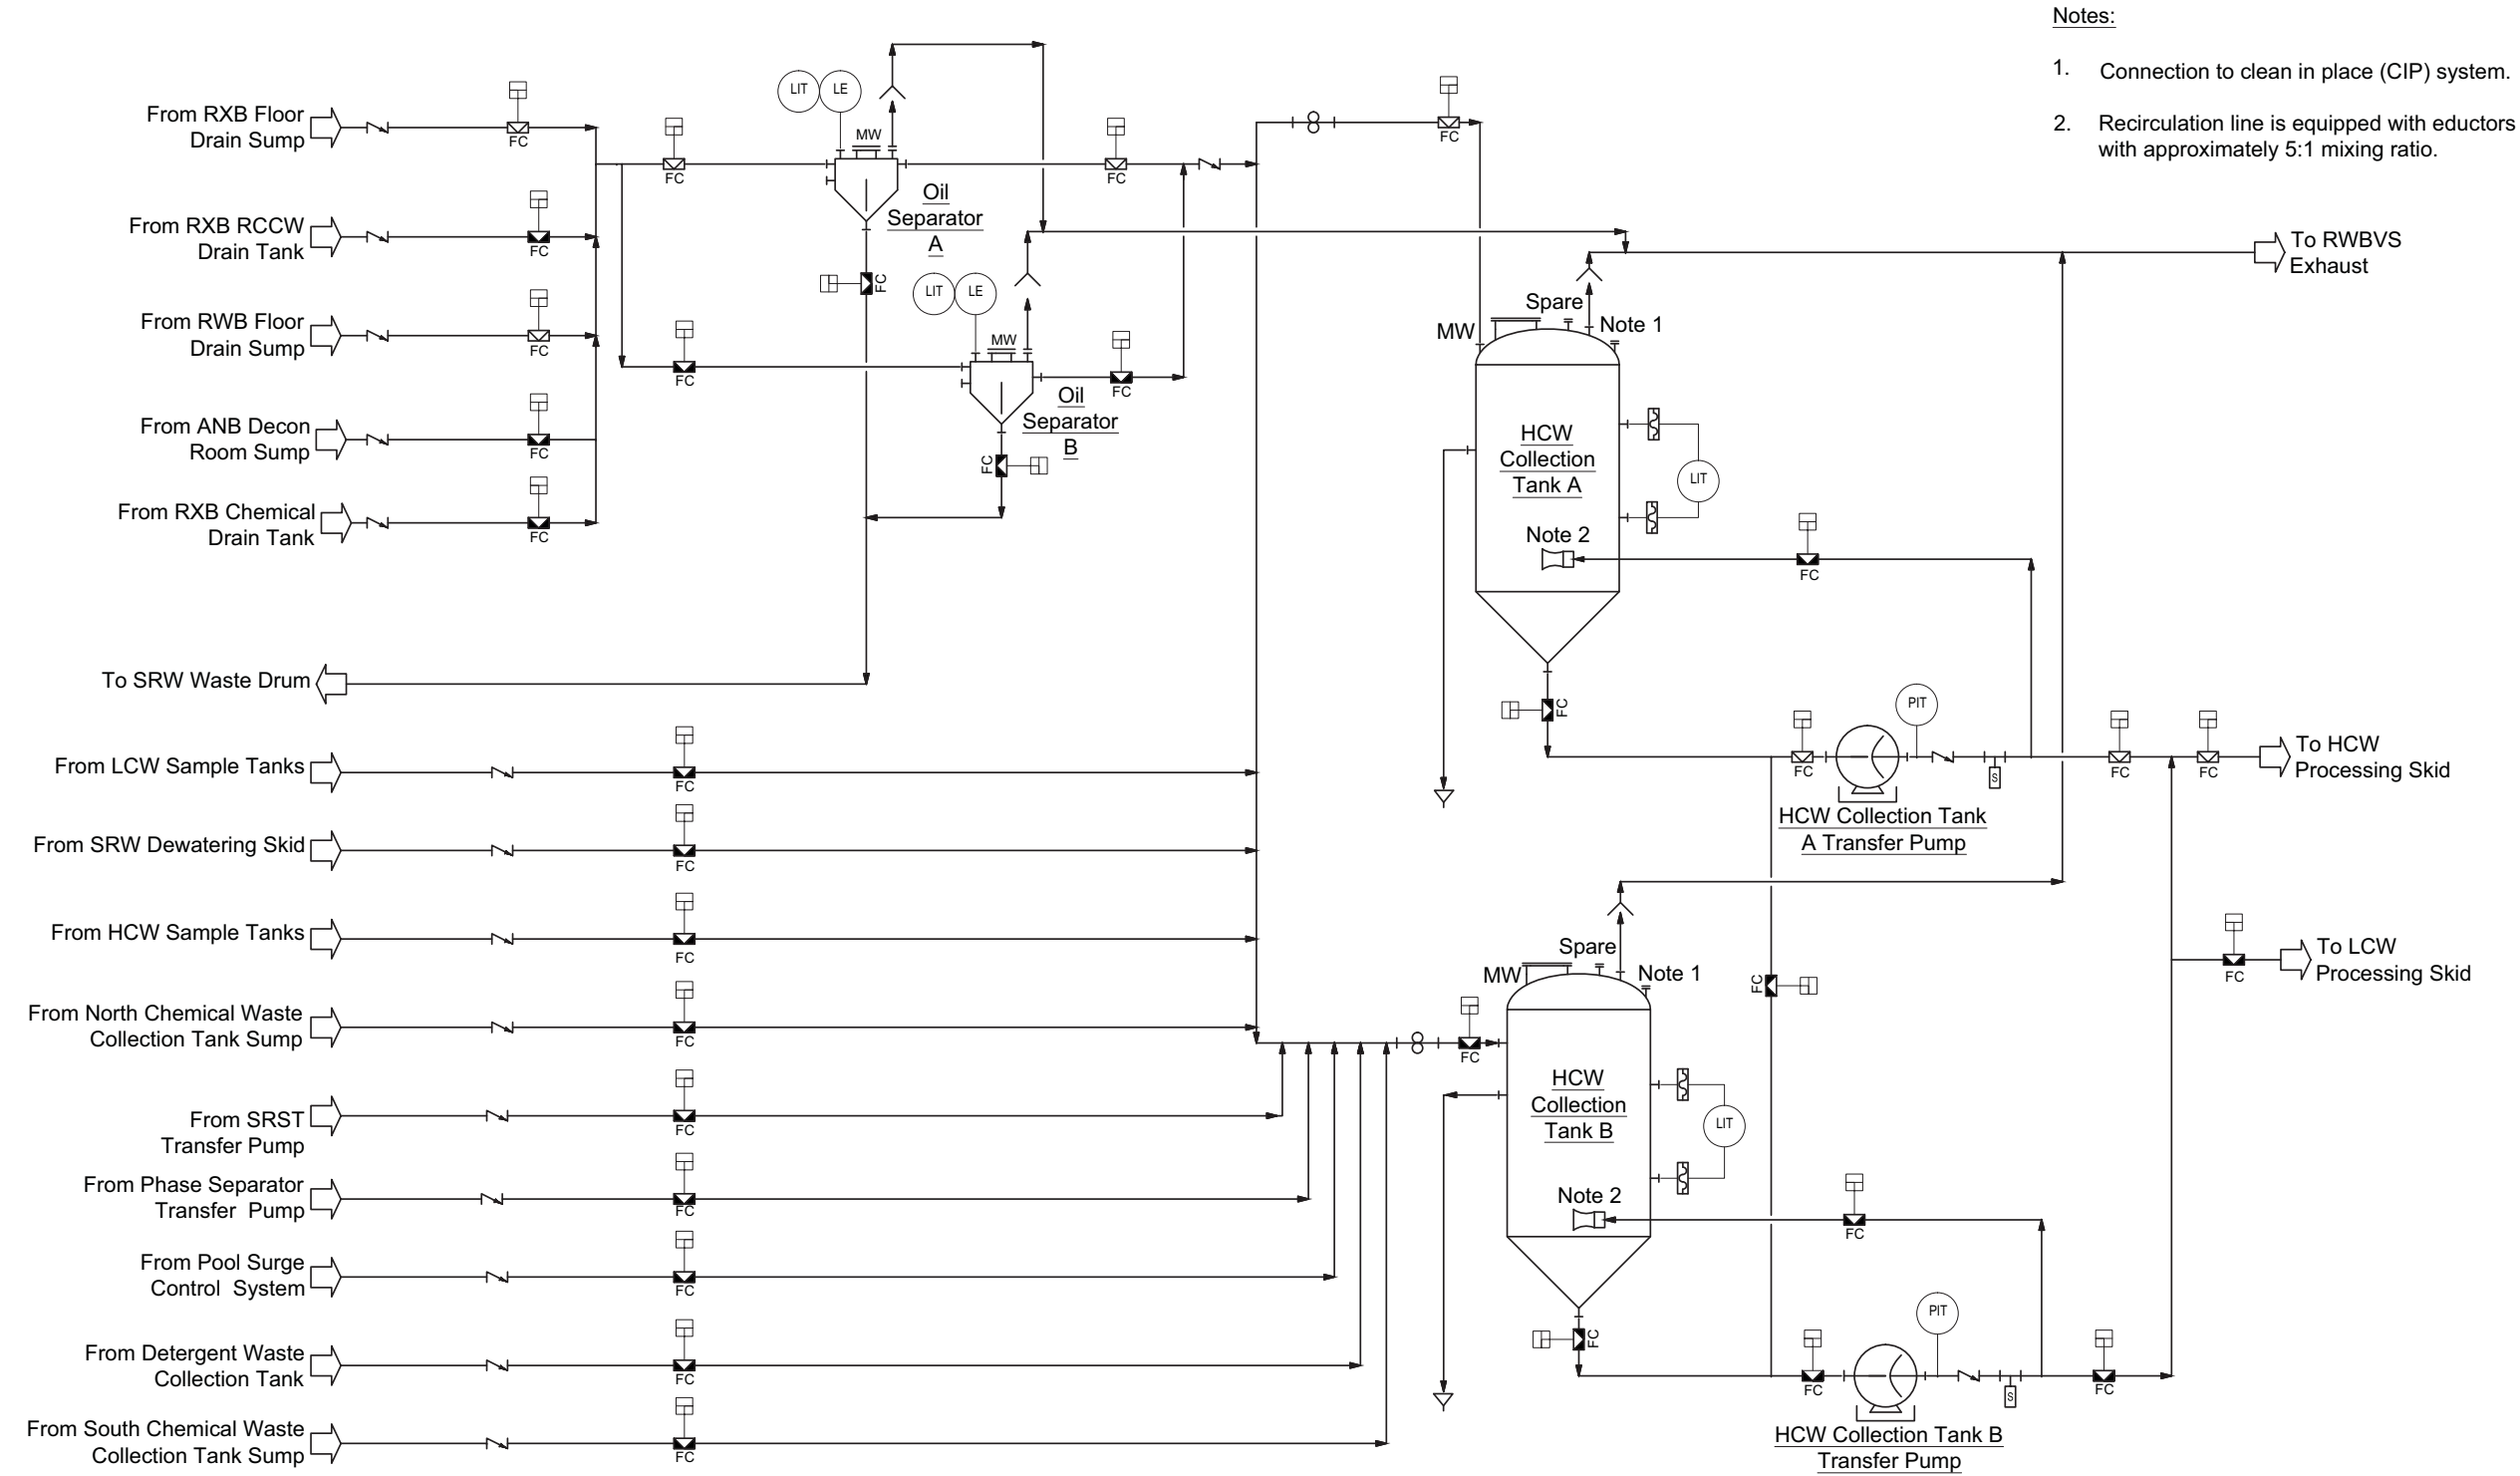 Notes:
1. Connection to clean in place (CIP) system.
2. Recirculation line is equipped with eductors
with approximately 5:1 mixing ratio.
From RXB Floor
Drain Sump
FC
From RXB RCCW
Drain Tank
FC
From RWB Floor
Drain Sump
FC
From ANB Decon
Room Sump
FC
From RXB Chemical
Drain Tank
FC
FC
LIT
LE
MW
Oil
Separator
A
FC
FC
FC
LIT
LE
MW
Oil
Separator
B
FC
FC
FC
To RWBVS
Exhaust
Spare
MW
Note 1
HCW
Collection
Tank A
LIT
Note 2
FC
FC
To SRW Waste Drum
FC
PIT
S
FC
FC
To HCW
Processing Skid
HCW Collection Tank
A Transfer Pump
From LCW Sample Tanks
FC
From SRW Dewatering Skid
FC
From HCW Sample Tanks
FC
From North Chemical Waste
Collection Tank Sump
FC
From SRST
Transfer Pump
FC
From Phase Separator
Transfer Pump
FC
From Pool Surge
Control System
FC
From Detergent Waste
Collection Tank
FC
From South Chemical Waste
Collection Tank Sump
FC
To LCW
Processing Skid
FC
FC
Spare
MW
Note 1
FC
HCW
Collection
Tank B
LIT
Note 2
FC
FC
FC
PIT
S
FC
HCW Collection Tank B
Transfer Pump